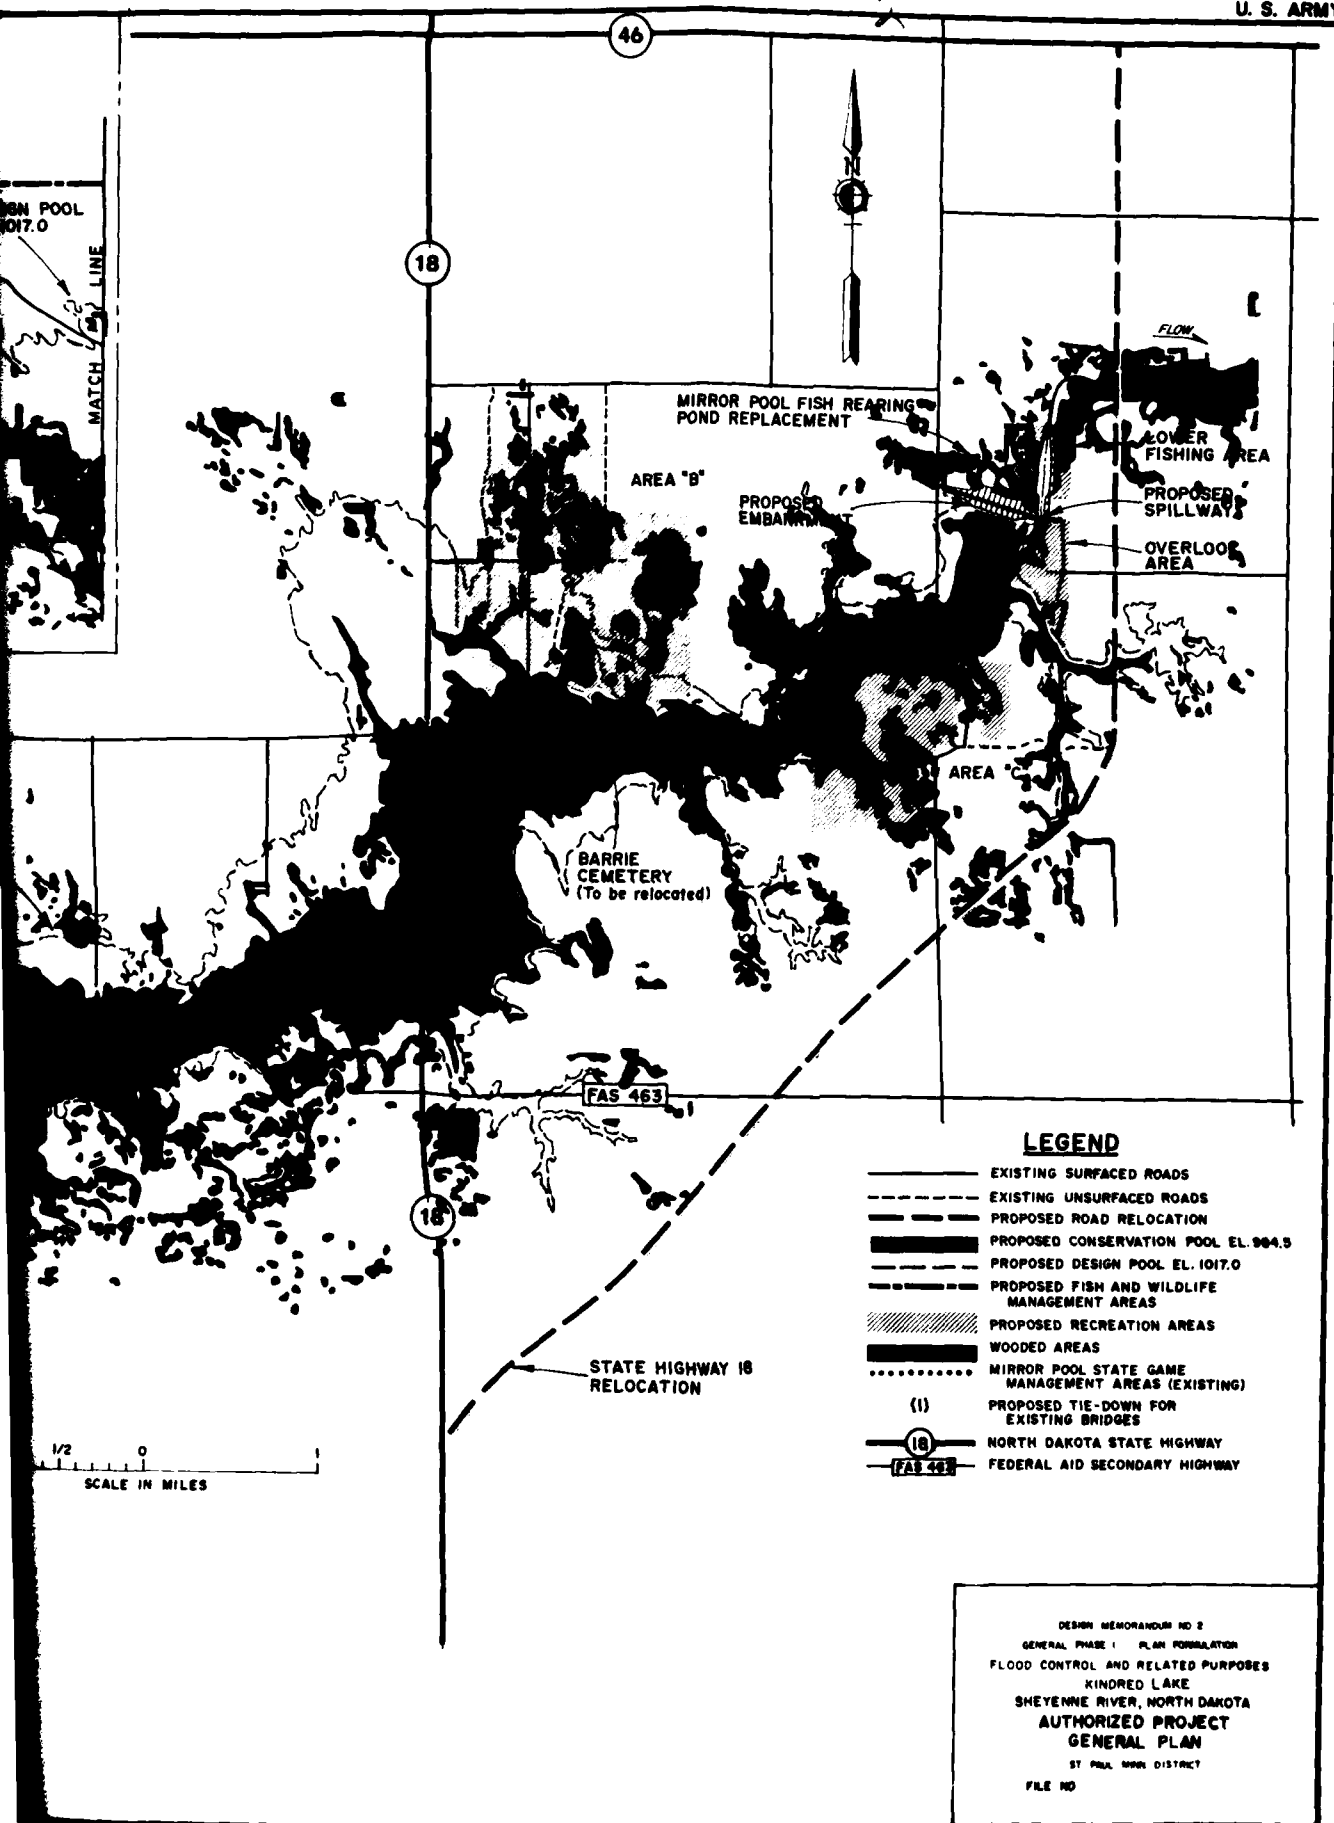 U. S. ARMY
46
POOL
1017.0
MATCH LINE
18
N
FLOW
MIRROR POOL FISH REARING
POND REPLACEMENT
LOWER
FISHING AREA
AREA "B"
PROPOSED
EMBANKMENT
PROPOSED
SPILLWAY
OVERLOOK
AREA
AREA "C"
BARRIE
CEMETERY
(To be relocated)
FAS 463
18
STATE HIGHWAY 18
RELOCATION
LEGEND
EXISTING SURFACED ROADS
EXISTING UNSURFACED ROADS
PROPOSED ROAD RELOCATION
PROPOSED CONSERVATION POOL EL. 984.5
PROPOSED DESIGN POOL EL. 1017.0
PROPOSED FISH AND WILDLIFE
MANAGEMENT AREAS
PROPOSED RECREATION AREAS
WOODED AREAS
MIRROR POOL STATE GAME
MANAGEMENT AREAS (EXISTING)
(1) PROPOSED TIE-DOWN FOR
EXISTING BRIDGES
18 NORTH DAKOTA STATE HIGHWAY
FAS 463 FEDERAL AID SECONDARY HIGHWAY
1/2 0 1
SCALE IN MILES
DESIGN MEMORANDUM NO 2
GENERAL PHASE I PLAN FORMULATION
FLOOD CONTROL AND RELATED PURPOSES
KINDRED LAKE
SHEYENNE RIVER, NORTH DAKOTA
AUTHORIZED PROJECT
GENERAL PLAN
ST PAUL MINN DISTRICT
FILE NO